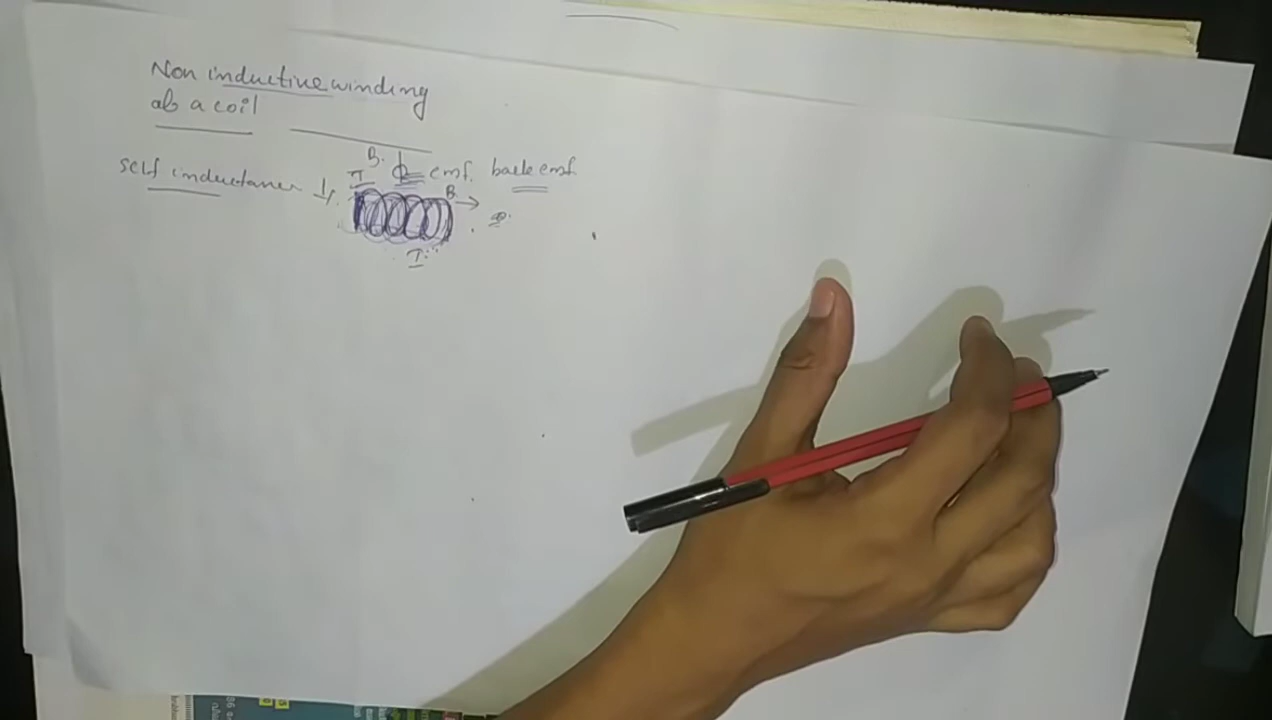 Non inductive winding
of a coil
self inductance L. I B. ϕ emf. back emf.
B
I